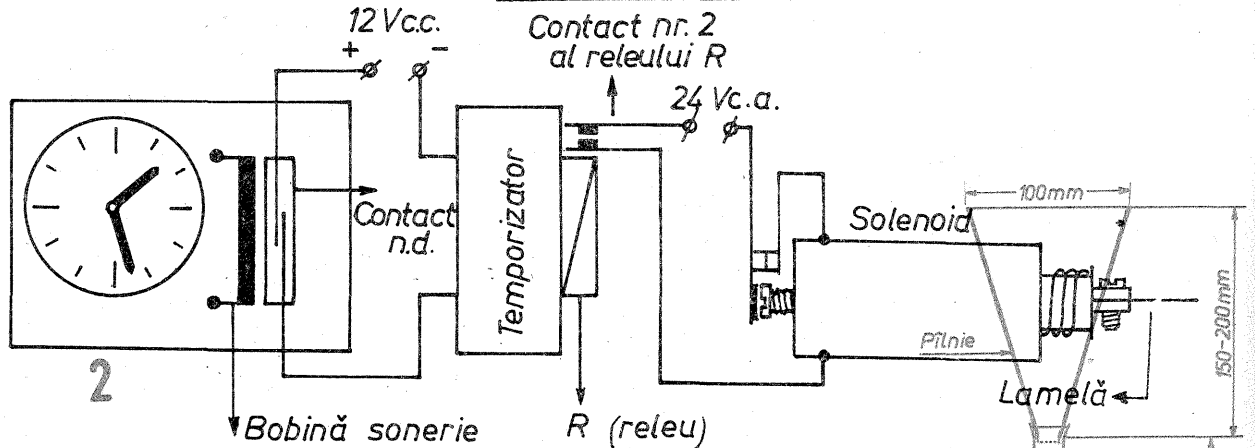 12 Vc.c.
+ -
Contact nr. 2
al releului R
24 Vc.a.
Contact
n.d.
Temporizator
Solenoid
100mm
150-200mm
Pîlnie
Lamelă
2
Bobină sonerie
R (releu)